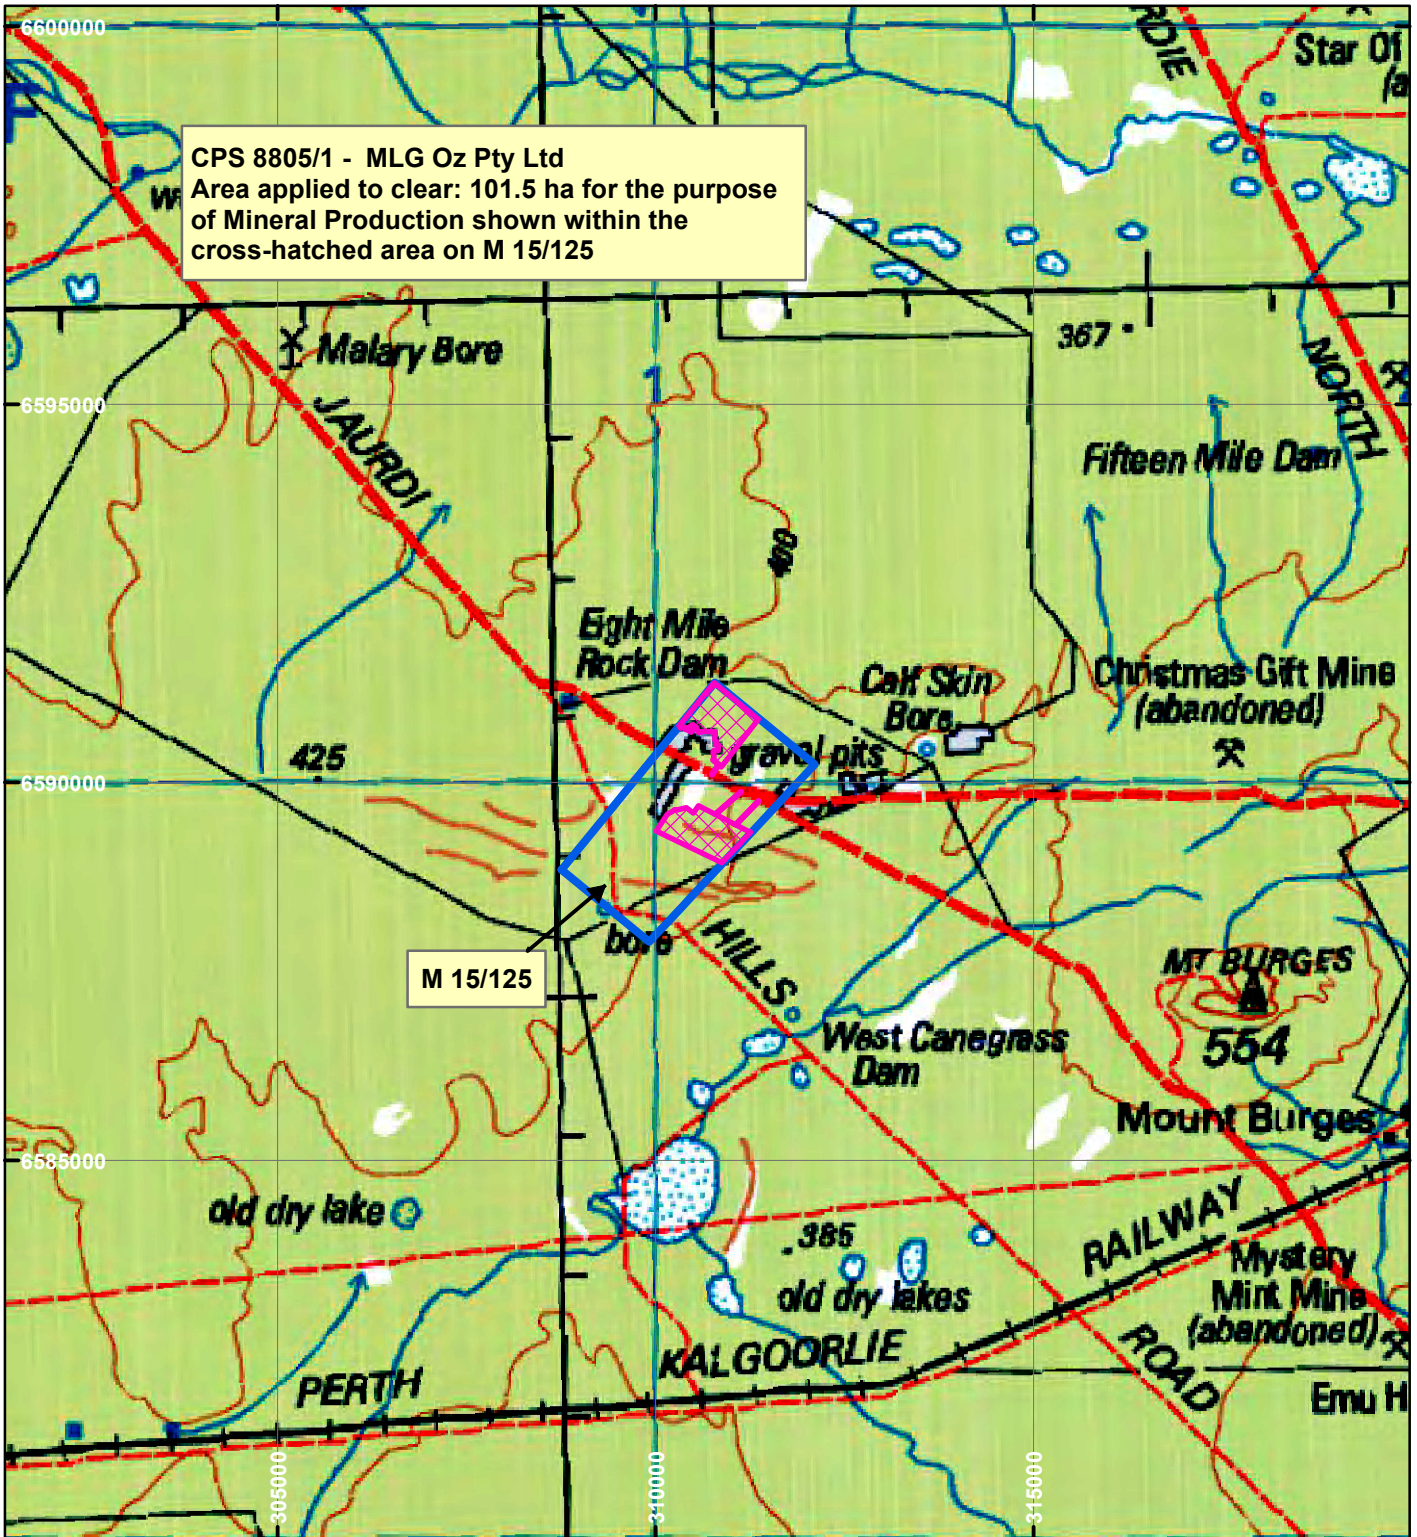 6600000
RDIE
Star Of
(a
CPS 8805/1 - MLG Oz Pty Ltd
Area applied to clear: 101.5 ha for the purpose
of Mineral Production shown within the
cross-hatched area on M 15/125
W
Malary Bore
367
6595000
JAURDI
NORTH
Fifteen Mile Dam
400
Eight Mile
Rock Dam
Calf Skin
Bore
Christmas Gift Mine
(abandoned)
425
gravel pits
6590000
bore
HILLS
M 15/125
MT BURGES
554
West Canegrass
Dam
Mount Burges
6585000
old dry lake
385
old dry lakes
RAILWAY
Mystery
Mint Mine
(abandoned)
KALGOORLIE
PERTH
ROAD
Emu H
305000
310000
315000